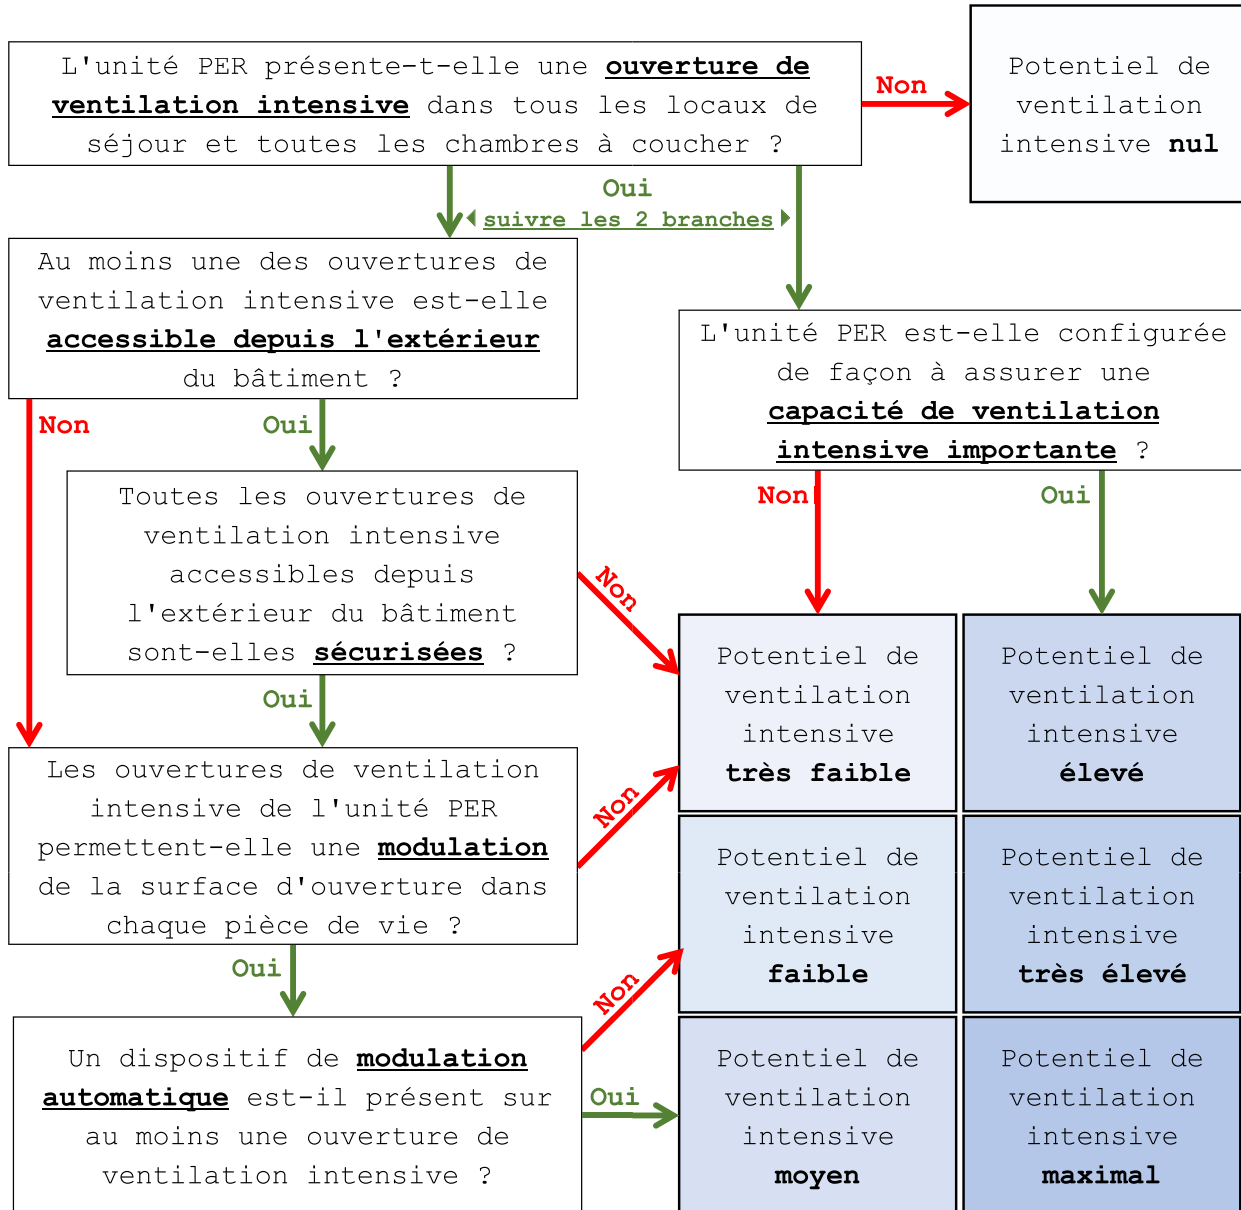 L'unité PER présente-t-elle une ouverture de
ventilation intensive dans tous les locaux de
séjour et toutes les chambres à coucher ?
Non
Potentiel de
ventilation
intensive nul
Oui
suivre les 2 branches
Au moins une des ouvertures de
ventilation intensive est-elle
accessible depuis l'extérieur
du bâtiment ?
L'unité PER est-elle configurée
de façon à assurer une
capacité de ventilation
intensive importante ?
Non
Oui
Non
Oui
Toutes les ouvertures de
ventilation intensive
accessibles depuis
l'extérieur du bâtiment
sont-elles sécurisées ?
Non
Oui
Potentiel de
ventilation
intensive
très faible
Potentiel de
ventilation
intensive
élevé
Les ouvertures de ventilation
intensive de l'unité PER
permettent-elle une modulation
de la surface d'ouverture dans
chaque pièce de vie ?
Non
Oui
Potentiel de
ventilation
intensive
faible
Potentiel de
ventilation
intensive
très élevé
Un dispositif de modulation
automatique est-il présent sur
au moins une ouverture de
ventilation intensive ?
Non
Oui
Potentiel de
ventilation
intensive
moyen
Potentiel de
ventilation
intensive
maximal